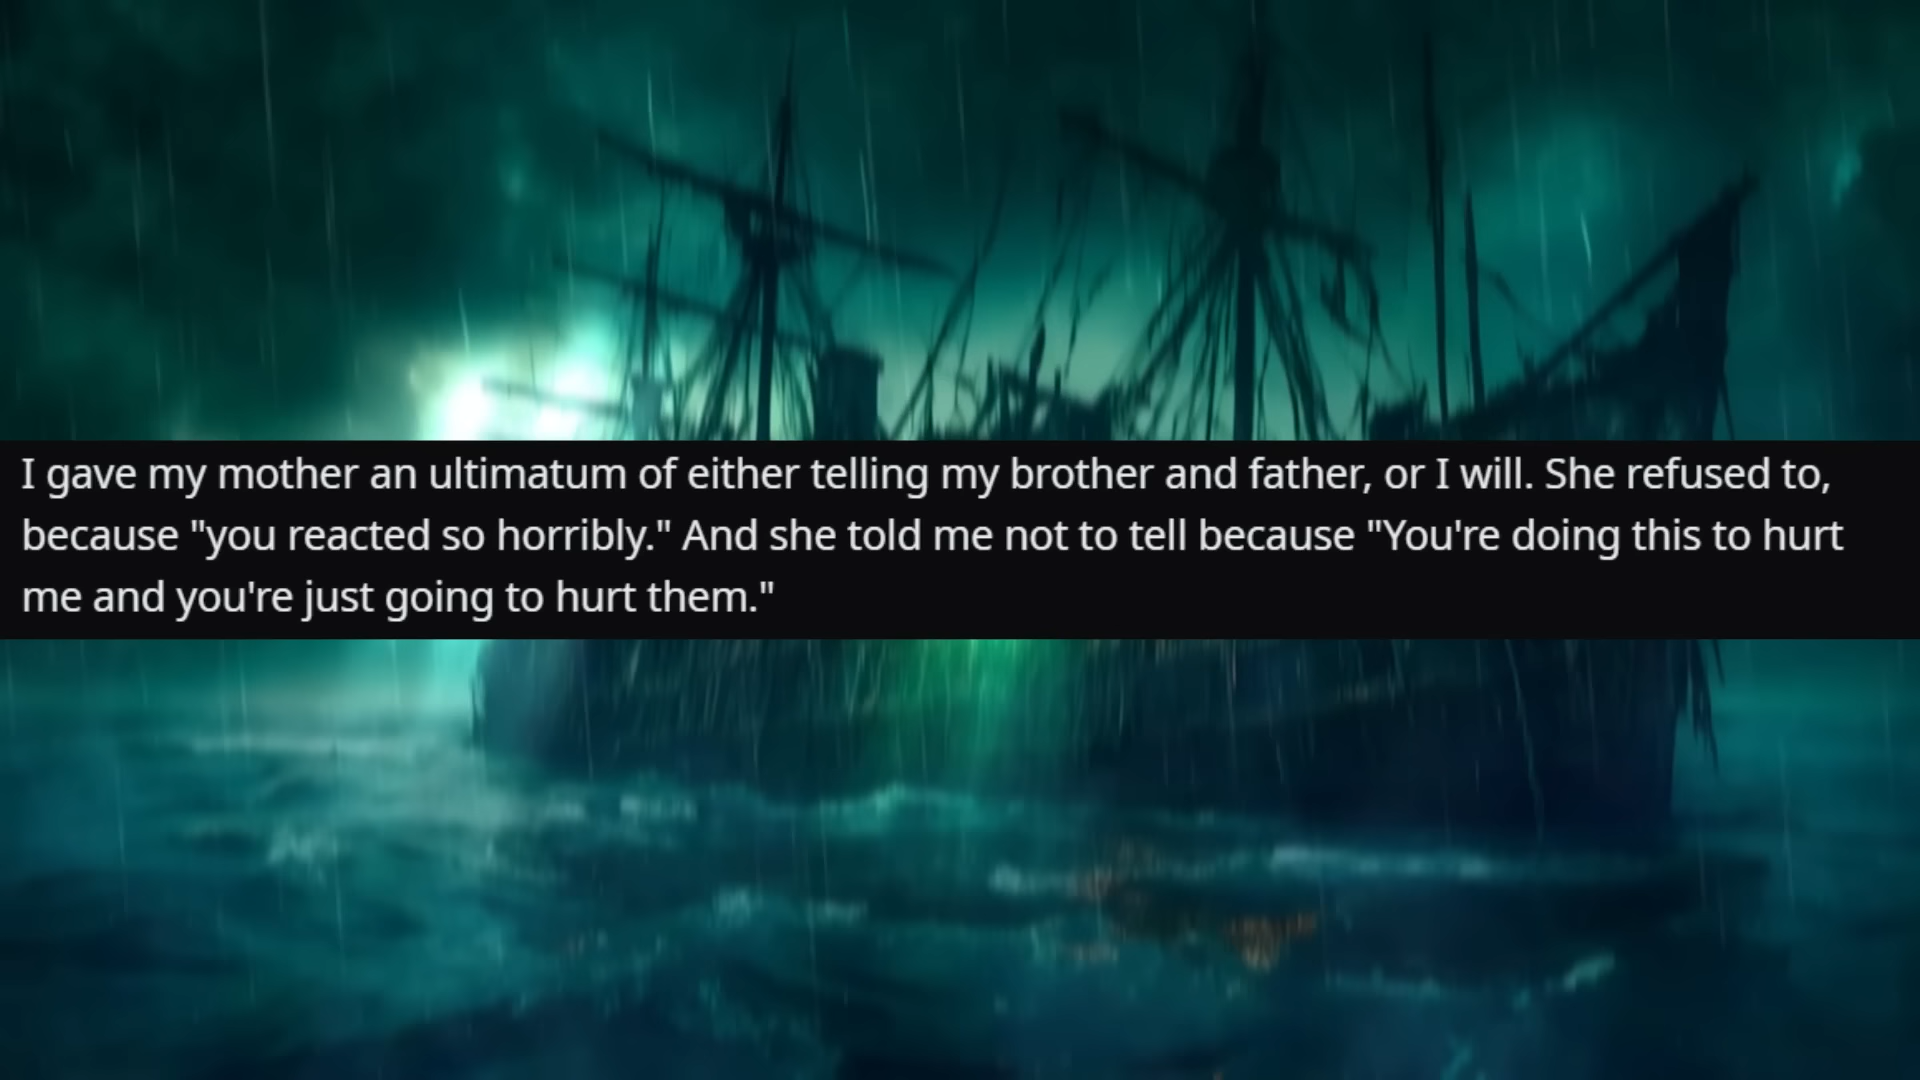 I gave my mother an ultimatum of either telling my brother and father, or I will. She refused to,
because "you reacted so horribly." And she told me not to tell because "You're doing this to hurt
me and you're just going to hurt them."